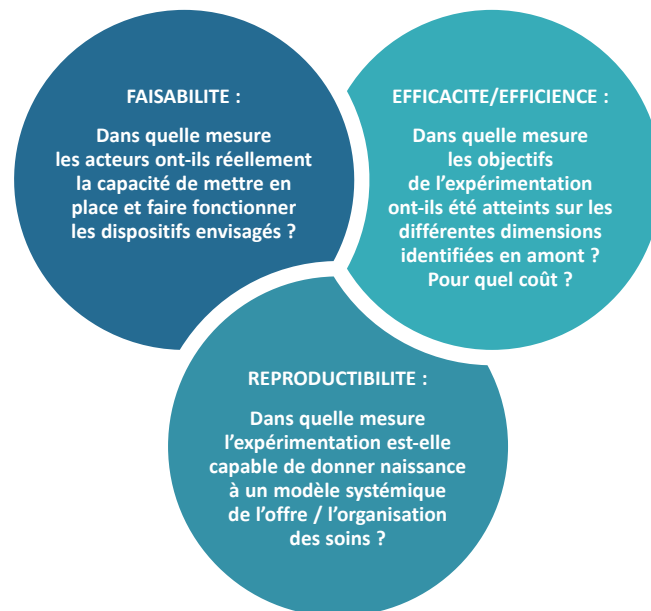 FAISABILITE :
Dans quelle mesure
les acteurs ont-ils réellement
la capacité de mettre en
place et faire fonctionner
les dispositifs envisagés ?
EFFICACITE/EFFICIENCE :
Dans quelle mesure
les objectifs
de l’expérimentation
ont-ils été atteints sur les
différentes dimensions
identifiées en amont ?
Pour quel coût ?
REPRODUCTIBILITE :
Dans quelle mesure
l’expérimentation est-elle
capable de donner naissance
à un modèle systémique
de l’offre / l’organisation
des soins ?